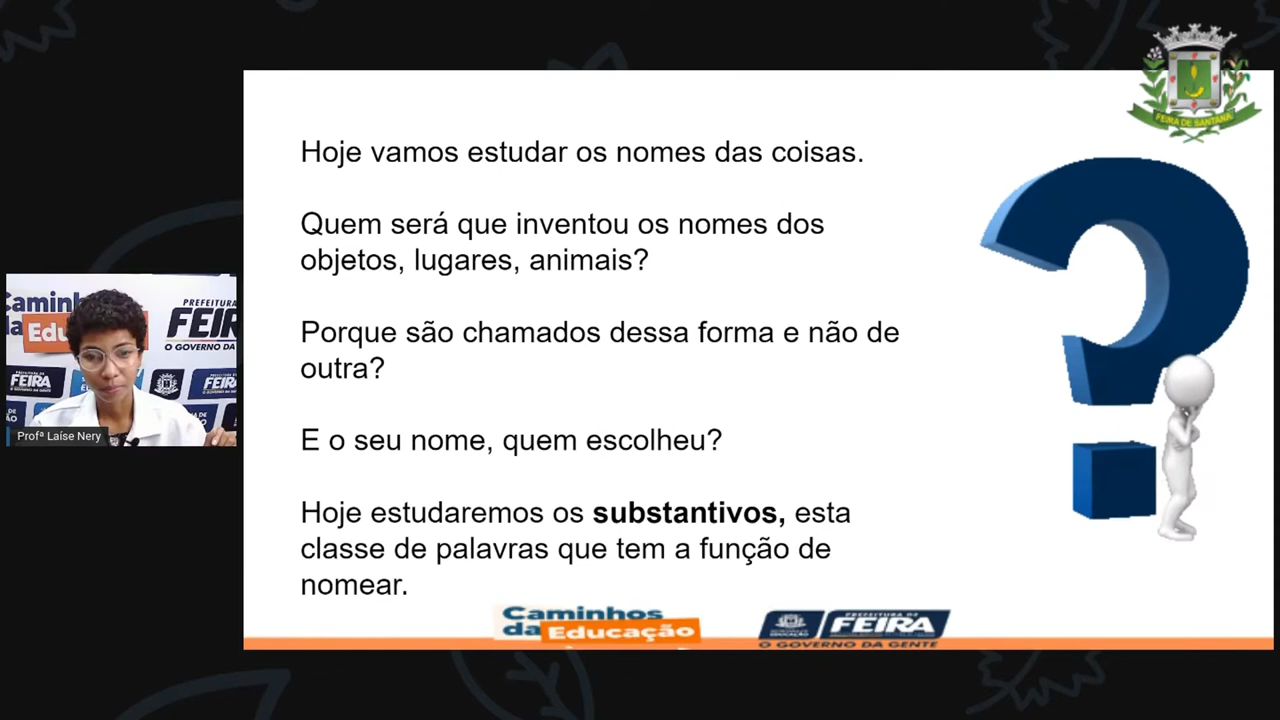 FEIRA DE SANTANA
Hoje vamos estudar os nomes das coisas.
Quem será que inventou os nomes dos
objetos, lugares, animais?
Porque são chamados dessa forma e não de
outra?
E o seu nome, quem escolheu?
Hoje estudaremos os substantivos, esta
classe de palavras que tem a função de
nomear.
Caminhos
da Educação
PREFEITURA DE
FEIRA
O GOVERNO DA GENTE
PREFEITURA
O GOVERNO DA
FEIRA
Profª Laíse Nery